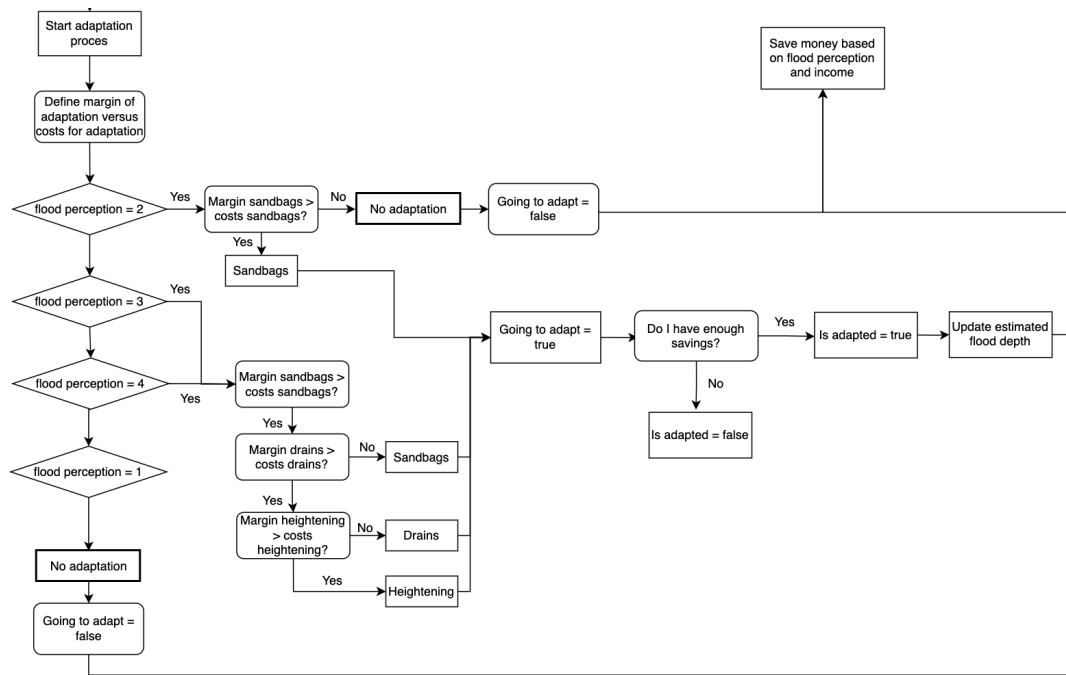 Start adaptation
proces
Save money based
on flood perception
and income
Define margin of
adaptation versus
costs for adaptation
flood perception = 2
Yes
Margin sandbags >
costs sandbags?
No
No adaptation
Going to adapt =
false
Yes
Sandbags
flood perception = 3
Yes
Going to adapt =
true
Do I have enough
savings?
Yes
Is adapted = true
Update estimated
flood depth
No
Is adapted = false
flood perception = 4
Yes
Margin sandbags >
costs sandbags?
Yes
Margin drains >
costs drains?
No
Sandbags
flood perception = 1
Yes
Margin heightening
> costs
heightening?
No
Drains
Yes
Heightening
No adaptation
Going to adapt =
false